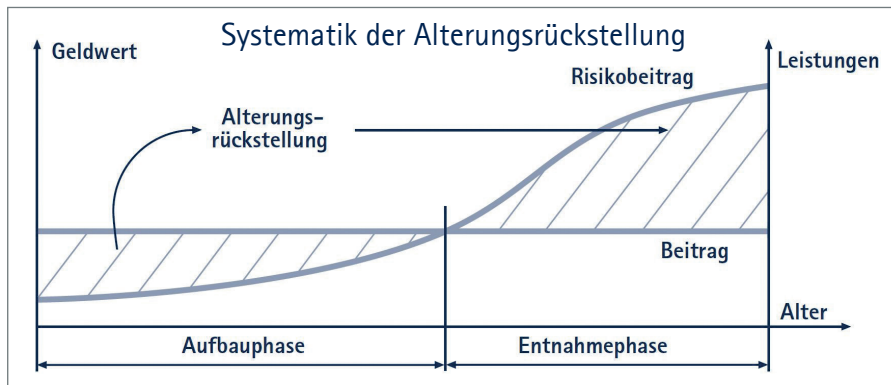 Systematik der Alterungsrückstellung
Geldwert
Risikobeitrag
Leistungen
Alterungs-
rückstellung
Beitrag
Alter
Aufbauphase
Entnahmephase